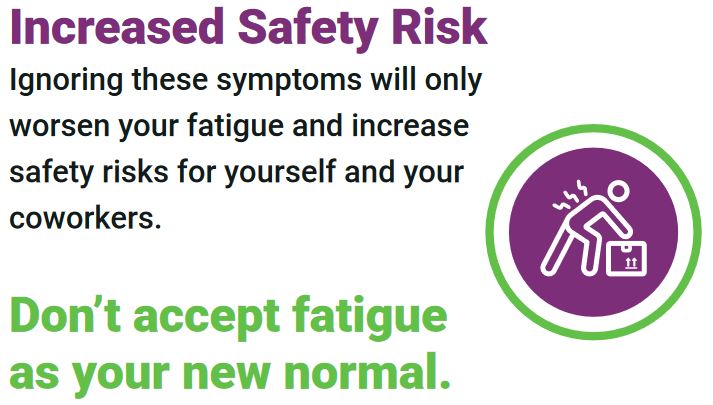 Increased Safety Risk
Ignoring these symptoms will only
worsen your fatigue and increase
safety risks for yourself and your
coworkers.
Don’t accept fatigue
as your new normal.